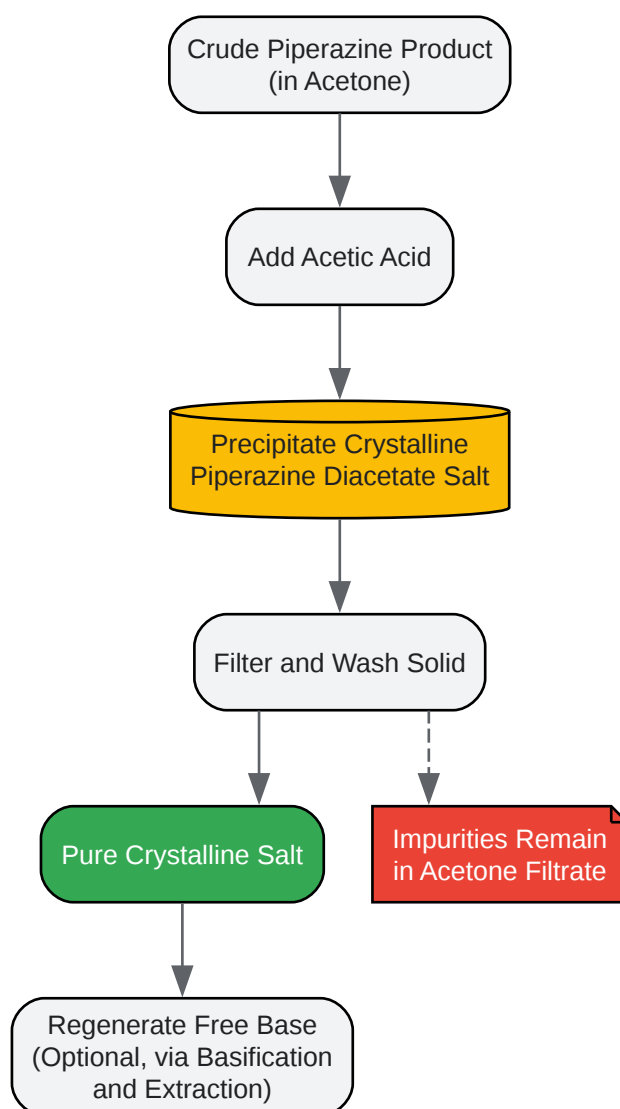 Crude Piperazine Product
(in Acetone)
Add Acetic Acid
Precipitate Crystalline
Piperazine Diacetate Salt
Filter and Wash Solid
Pure Crystalline Salt
Impurities Remain
in Acetone Filtrate
Regenerate Free Base
(Optional, via Basification
and Extraction)